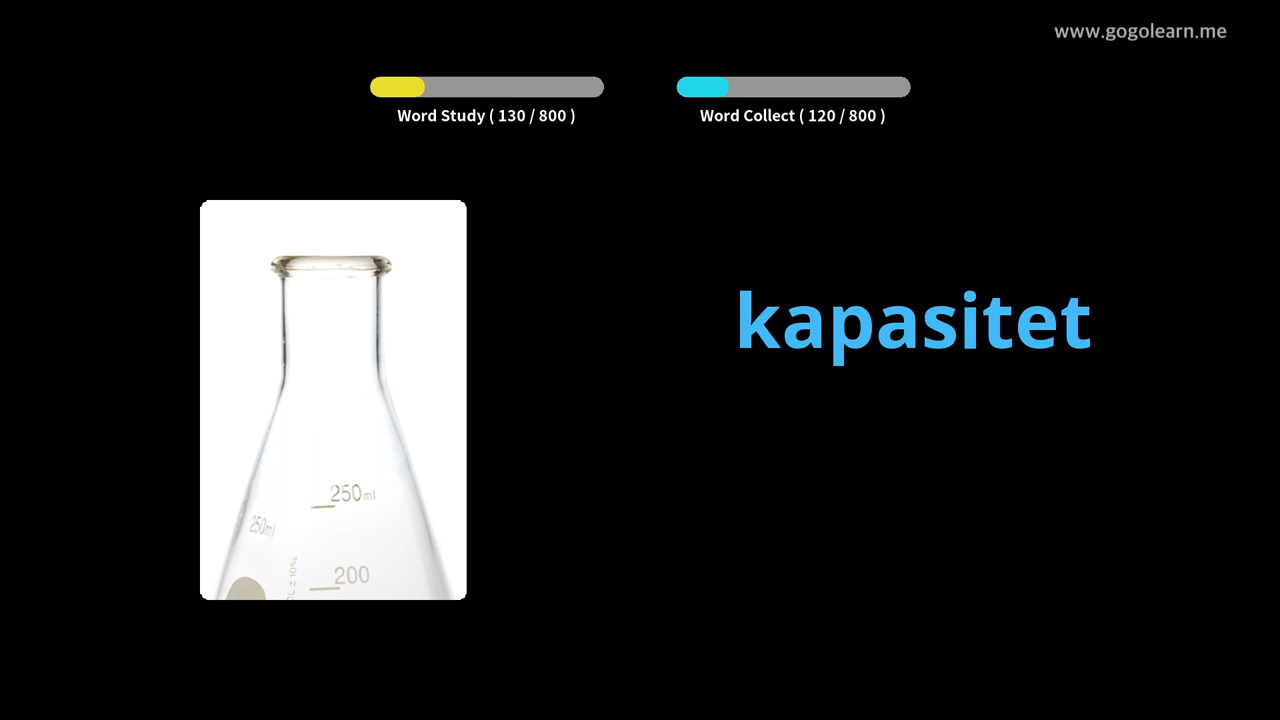 www.gogolearn.me
Word Study ( 130 / 800 )
Word Collect ( 120 / 800 )
kapasitet
250ml
250ml
200